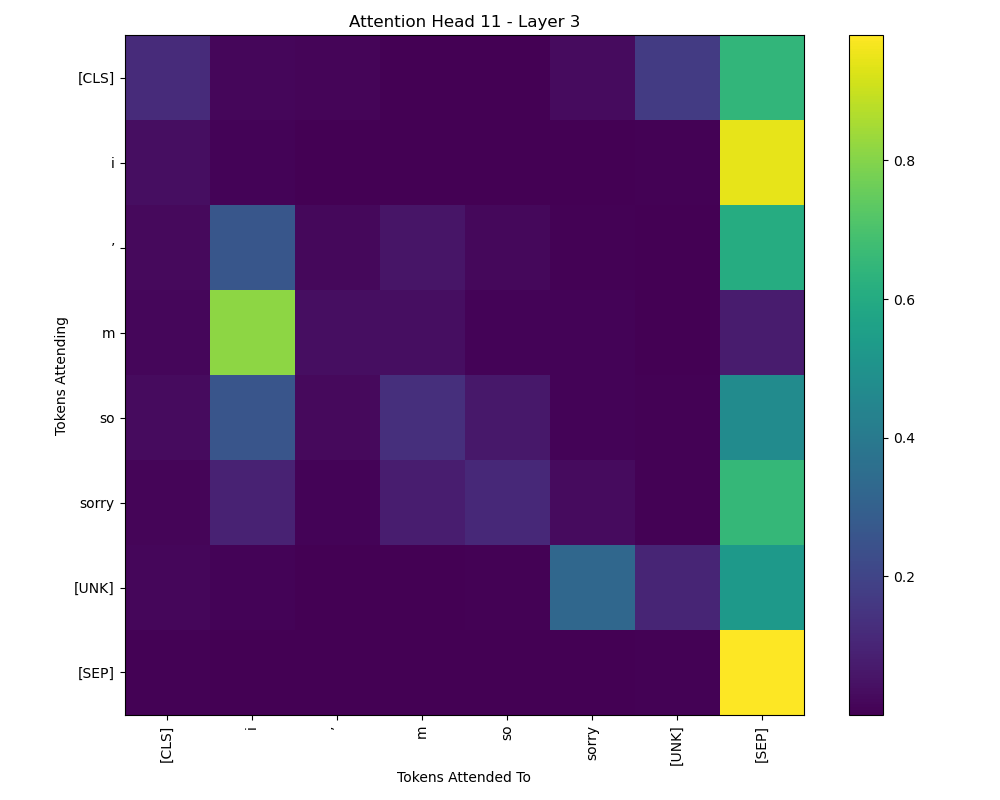 Attention Head 11 - Layer 3
[CLS]
i
’
m
so
sorry
[UNK]
[SEP]
Tokens Attending
0.8
0.6
0.4
0.2
[CLS]
i
’
m
so
sorry
[UNK]
[SEP]
Tokens Attended To